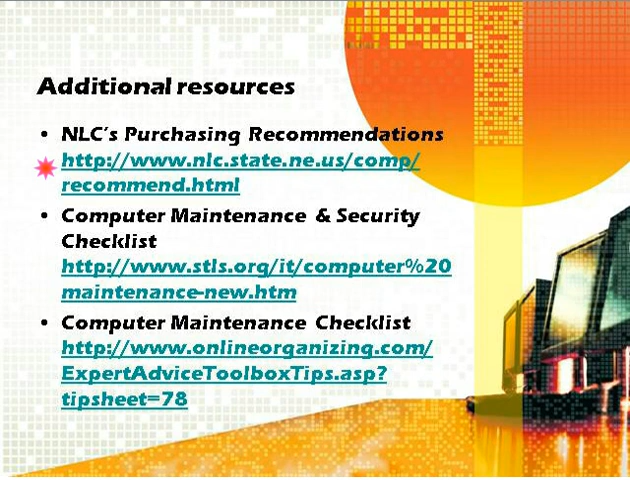 Additional resources
• NLC's Purchasing Recommendations
http://www.nlc.state.ne.us/comp/
recommend.html
• Computer Maintenance & Security
Checklist
http://www.stls.org/it/computer%20
maintenance-new.htm
• Computer Maintenance Checklist
http://www.onlineorganizing.com/
ExpertAdviceToolboxTips.asp?
tipsheet=78